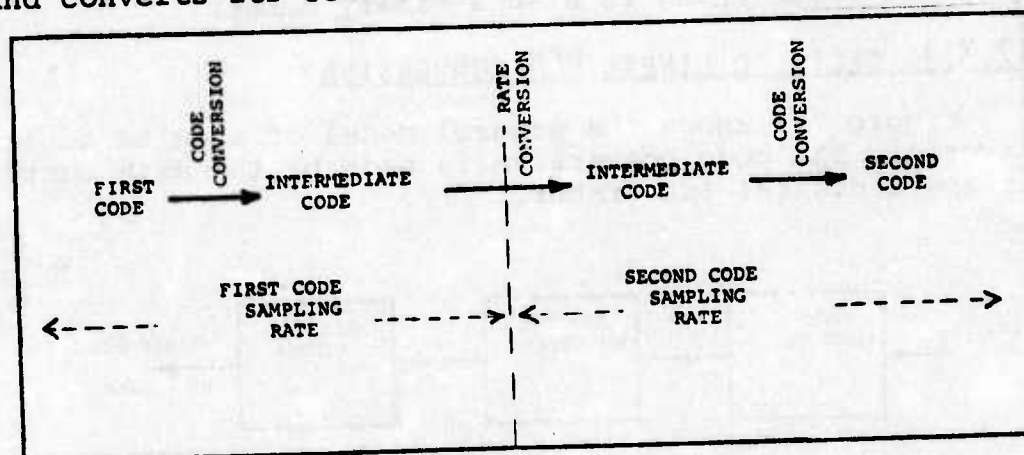 and converts its
CODE
CONVERSION
RATE
CONVERSION
CODE
CONVERSION
FIRST
CODE
INTERMEDIATE
CODE
INTERMEDIATE
CODE
SECOND
CODE
FIRST CODE
SAMPLING
RATE
SECOND CODE
SAMPLING
RATE